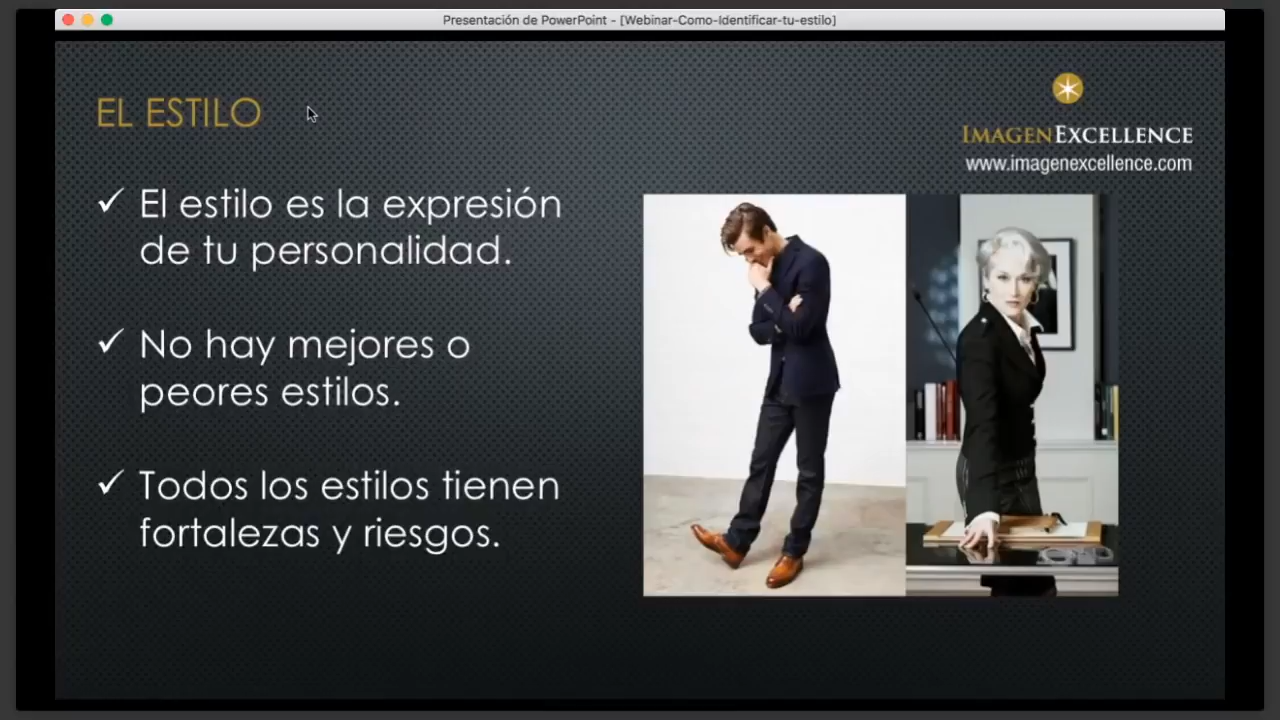 Presentación de PowerPoint - [Webinar-Como-Identificar-tu-estilo]
EL ESTILO
IMAGENEXCELLENCE
www.imagenexcellence.com
✓ El estilo es la expresión
de tu personalidad.
✓ No hay mejores o
peores estilos.
✓ Todos los estilos tienen
fortalezas y riesgos.